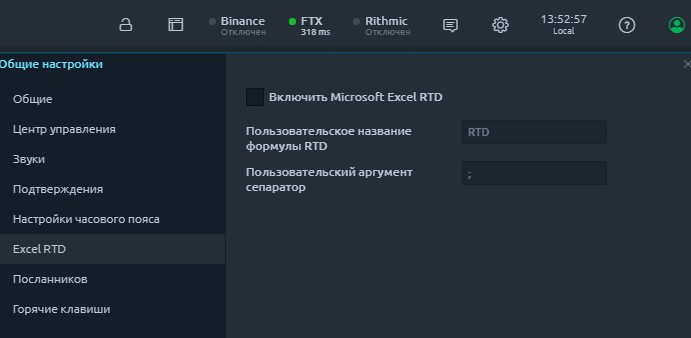 Binance
Отключен
FTX
318 ms
Rithmic
Отключен
13:52:57
Local
Общие настройки
Общие
Центр управления
Звуки
Подтверждения
Настройки часового пояса
Excel RTD
Посланников
Горячие клавиши
Включить Microsoft Excel RTD
Пользовательское название
формулы RTD
RTD
Пользовательский аргумент
сепаратор
;